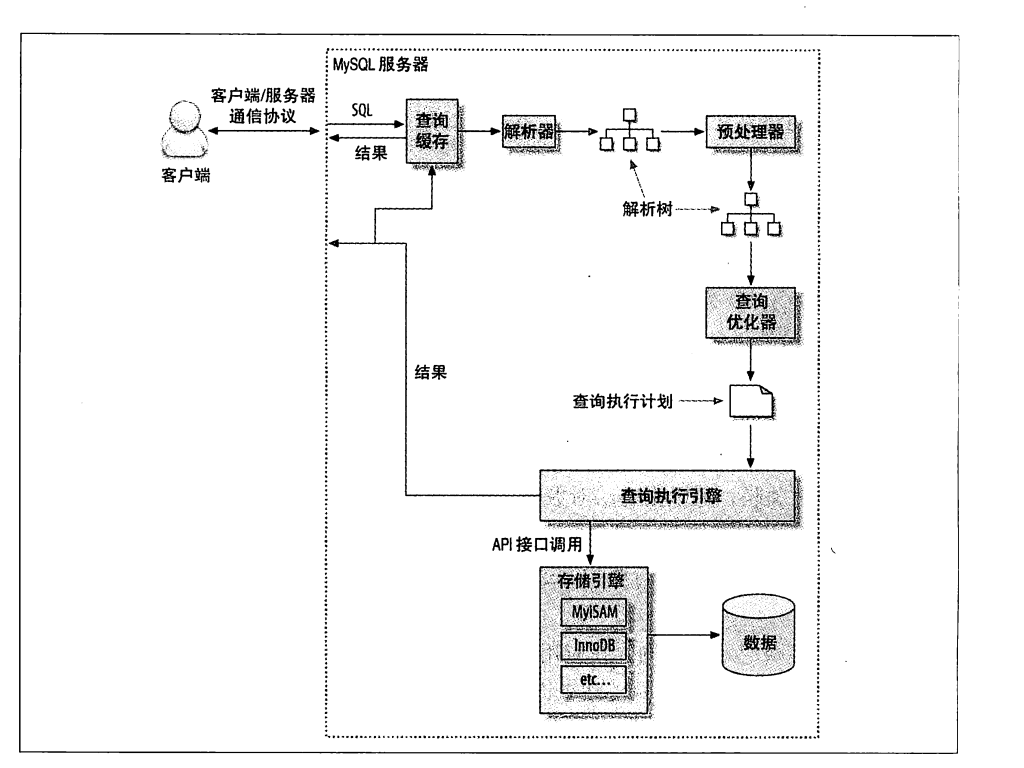 MySQL 服务器
客户端/服务器
通信协议
客户端
SQL
结果
查询
缓存
解析器
预处理器
解析树
查询
优化器
结果
查询执行计划
查询执行引擎
API 接口调用
存储引擎
MyISAM
InnoDB
etc...
数据